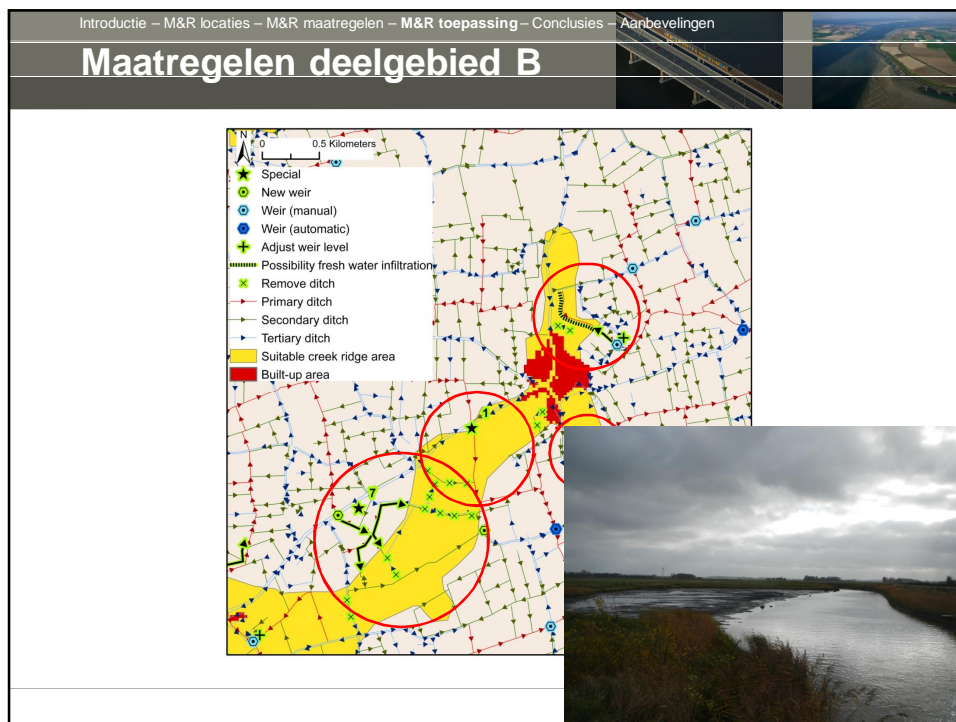 Introductie – M&R locaties – M&R maatregelen – M&R toepassing – Conclusies – Aanbevelingen
Maatregelen deelgebied B
N
0 0.5 Kilometers
Special
New weir
Weir (manual)
Weir (automatic)
Adjust weir level
Possibility fresh water infiltration
Remove ditch
Primary ditch
Secondary ditch
Tertiary ditch
Suitable creek ridge area
Built-up area
1
7